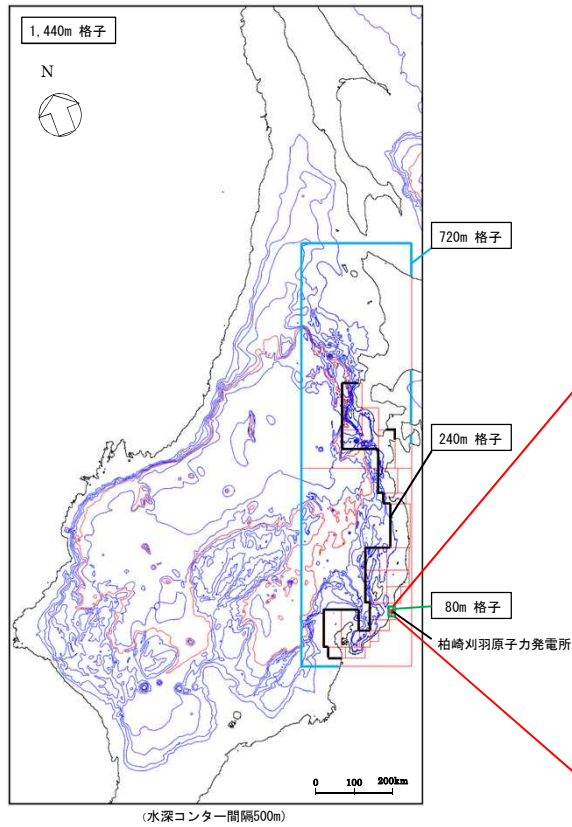 1,440m 格子
N
720m 格子
240m 格子
80m 格子
柏崎刈羽原子力発電所
0 100 200km
(水深コンター間隔500m)